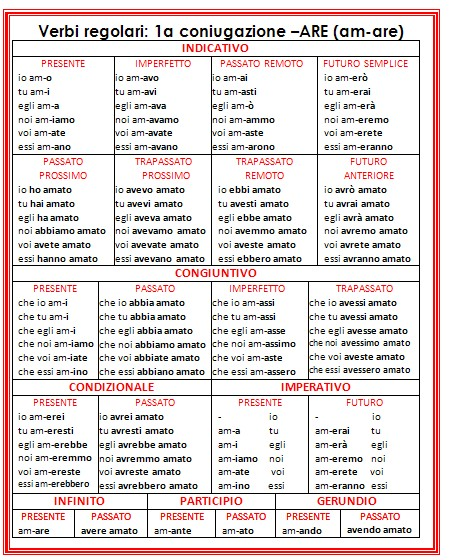 Verbi regolari: 1a coniugazione –ARE (am-are)
INDICATIVO
PRESENTE IMPERFETTO PASSATO REMOTO FUTURO SEMPLICE
io am-o io am-avo io am-ai io am-erò
tu am-i tu am-avi tu am-asti tu am-erai
egli am-a egli am-ava egli am-ò egli am-erà
noi am-iamo noi am-avamo noi am-ammo noi am-eremo
voi am-ate voi am-avate voi am-aste voi am-erete
essi am-ano essi am-avano essi am-arono essi am-eranno
PASSATO TRAPASSATO TRAPASSATO FUTURO
PROSSIMO PROSSIMO REMOTO ANTERIORE
io ho amato io avevo amato io ebbi amato io avrò amato
tu hai amato tu avevi amato tu avesti amato tu avrai amato
egli ha amato egli aveva amato egli ebbe amato egli avrà amato
noi abbiamo amato noi avevamo amato noi avemmo amato noi avremo amato
voi avete amato voi avevate amato voi aveste amato voi avrete amato
essi hanno amato essi avevano amato essi ebbero amato essi avranno amato
CONGIUNTIVO
PRESENTE PASSATO IMPERFETTO TRAPASSATO
che io am-i che io abbia amato che io am-assi che io avessi amato
che tu am-i che tu abbia amato che tu am-assi che tu avessi amato
che egli am-i che egli abbia amato che egli am-asse che egli avesse amato
che noi am-iamo che noi abbiamo amato che noi am-assimo che noi avessimo amato
che voi am-iate che voi abbiate amato che voi am-aste che voi aveste amato
che essi am-ino che essi abbiano amato che essi am-assero che essi avessero amato
CONDIZIONALE IMPERATIVO
PRESENTE PASSATO PRESENTE FUTURO
io am-erei io avrei amato - io - io
tu am-eresti tu avresti amato am-a tu am-erai tu
egli am-erebbe egli avrebbe amato am-i egli am-erà egli
noi am-eremmo noi avremmo amato am-iamo noi am-eremo noi
voi am-ereste voi avreste amato am-ate voi am-erete voi
essi am-erebbero essi avrebbero amato am-ino essi am-eranno essi
INFINITO PARTICIPIO GERUNDIO
PRESENTE PASSATO PRESENTE PASSATO PRESENTE PASSATO
am-are avere amato am-ante am-ato am-ando avendo amato